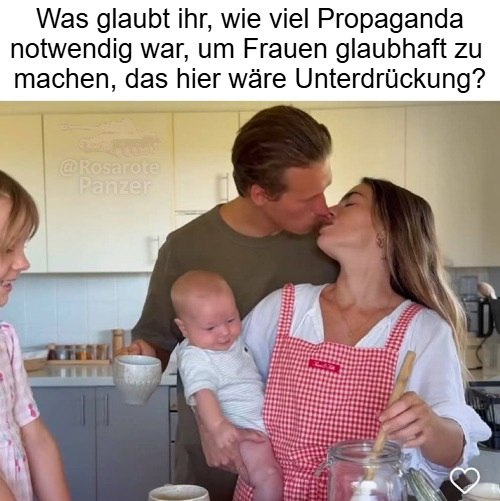 Was glaubt ihr, wie viel Propaganda
notwendig war, um Frauen glaubhaft zu
machen, das hier wäre Unterdrückung?
@Rosarote
Panzer